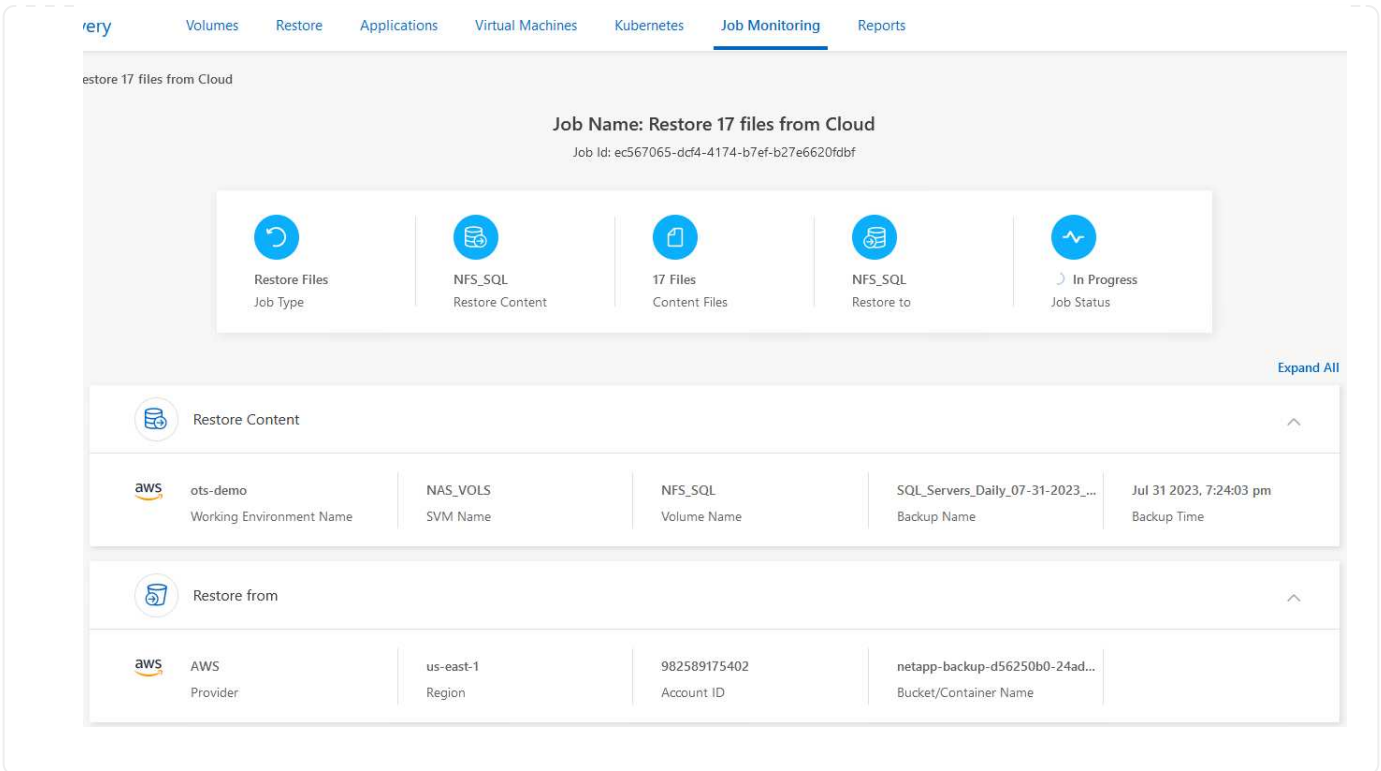 very Volumes Restore Applications Virtual Machines Kubernetes Job Monitoring Reports
estore 17 files from Cloud
Job Name: Restore 17 files from Cloud
Job Id: ec567065-dcf4-4174-b7ef-b27e6620fdbf
Restore Files NFS_SQL 17 Files NFS_SQL In Progress
Job Type Restore Content Content Files Restore to Job Status
Expand All
Restore Content
aws ots-demo NAS_VOLS NFS_SQL SQL_Servers_Daily_07-31-2023_... Jul 31 2023, 7:24:03 pm
Working Environment Name SVM Name Volume Name Backup Name Backup Time
Restore from
aws AWS us-east-1 982589175402 netapp-backup-d56250b0-24ad...
Provider Region Account ID Bucket/Container Name